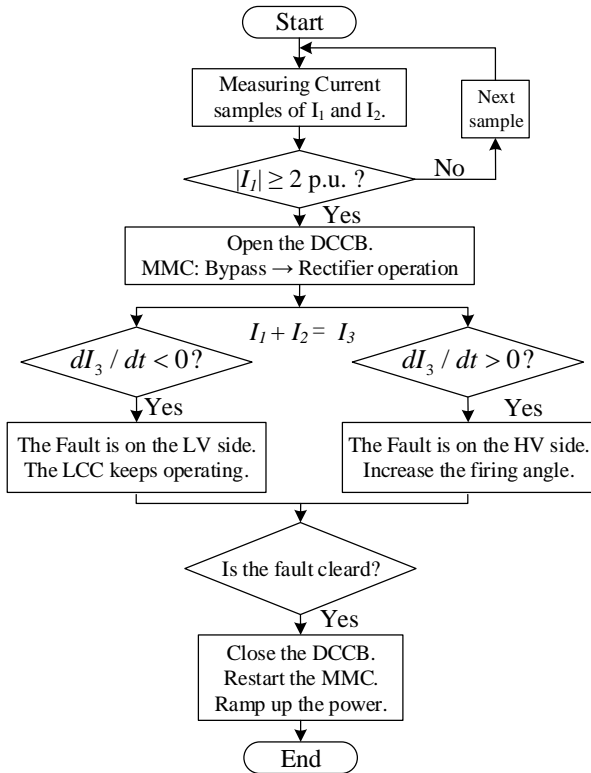 Start
Measuring Current
samples of I₁ and I₂.
Next
sample
|I₁| ≥ 2 p.u. ?
No
Yes
Open the DCCB.
MMC: Bypass → Rectifier operation
I₁ + I₂ = I₃
dI₃ / dt < 0?
dI₃ / dt > 0?
Yes
Yes
The Fault is on the LV side.
The LCC keeps operating.
The Fault is on the HV side.
Increase the firing angle.
Is the fault cleard?
Yes
Close the DCCB.
Restart the MMC.
Ramp up the power.
End